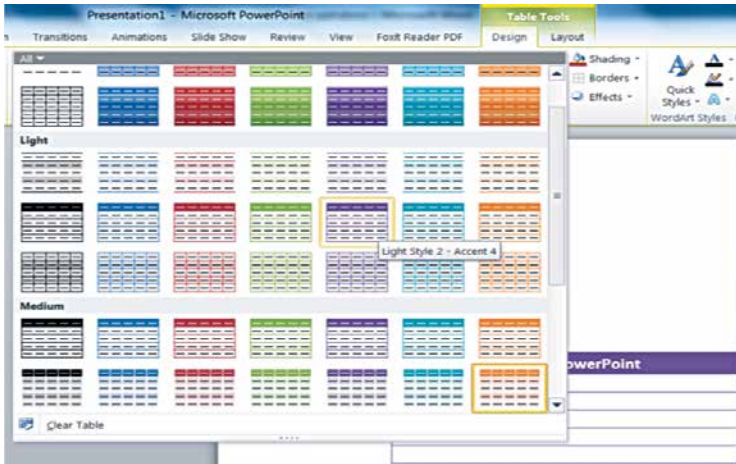 Presentation1 - Microsoft PowerPoint
Table Tools
Transitions Animations Slide Show Review View Foxit Reader PDF Design Layout
All
Shading
Borders
Effects
Quick
Styles
WordArt Styles
Light
Light Style 2 - Accent 4
Medium
owerPoint
Clear Table